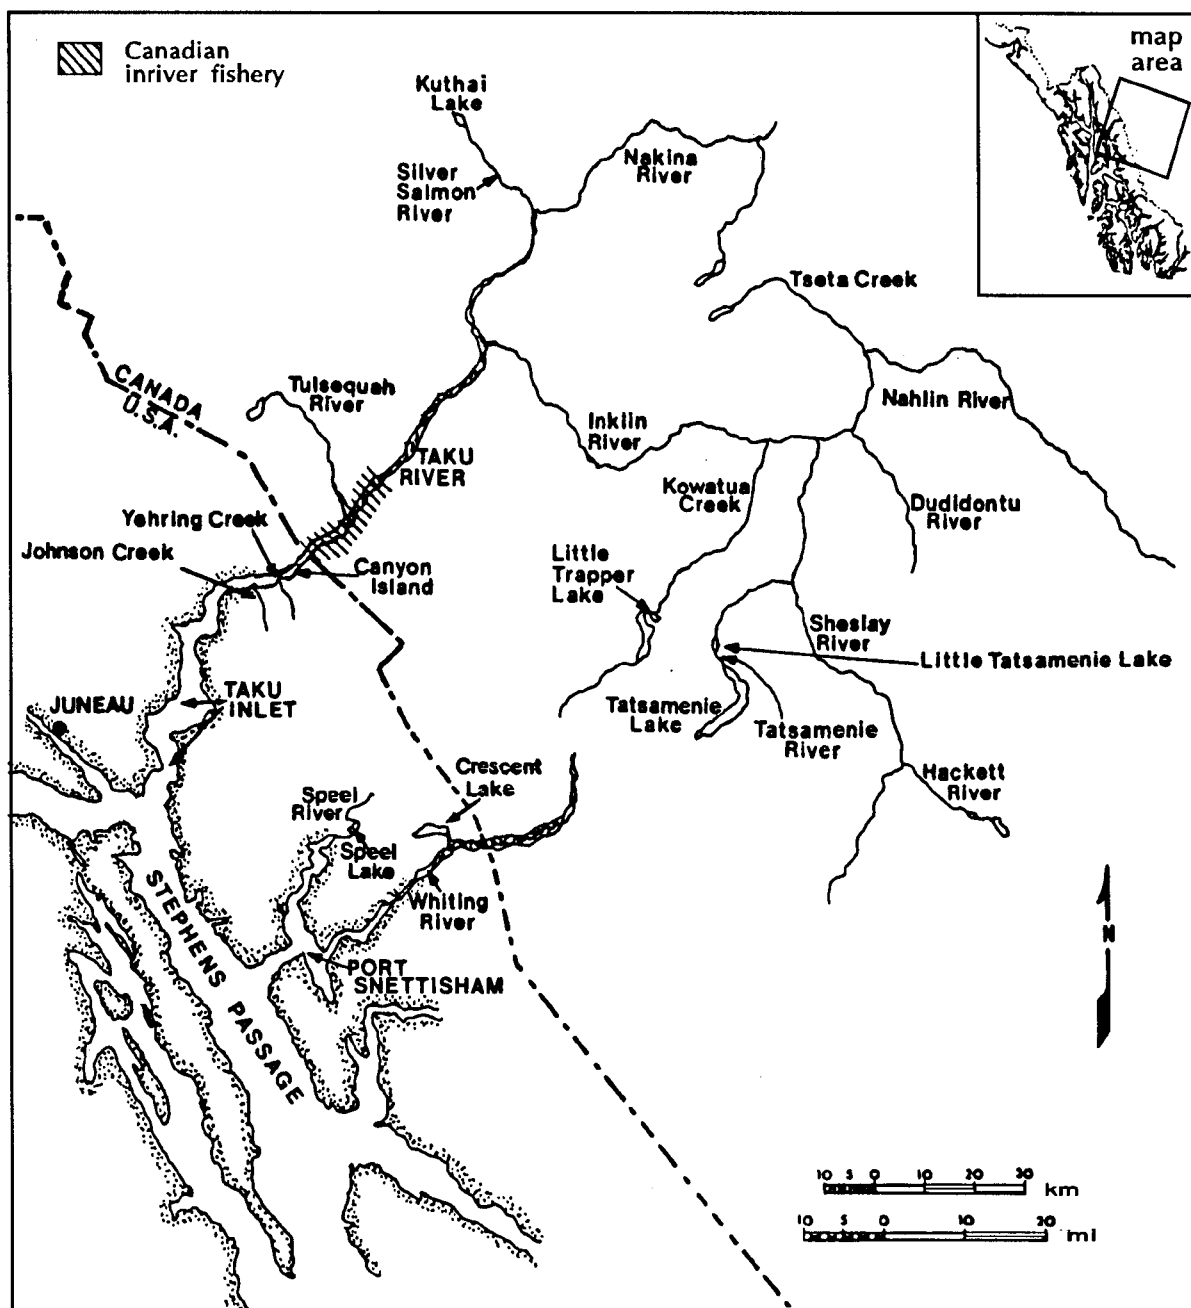 Canadian
inriver fishery
map
area
Kuthai
Lake
Silver
Salmon
River
Nakina
River
Tseta Creek
CANADA
U.S.A.
Tulsequah
River
Nahlin River
Inklin
River
TAKU
RIVER
Kowatua
Creek
Dudidontu
River
Yehring Creek
Johnson Creek
Canyon
Island
Little
Trapper
Lake
Sheslay
River
Little Tatsamenie Lake
JUNEAU
TAKU
INLET
Tatsamenie
Lake
Tatsamenie
River
Crescent
Lake
Hackett
River
Speel
River
Speel
Lake
Whiting
River
STEPHENS PASSAGE
N
PORT
SNETTISHAM
10 5 0 10 20 30 km
10 5 0 10 20 mi